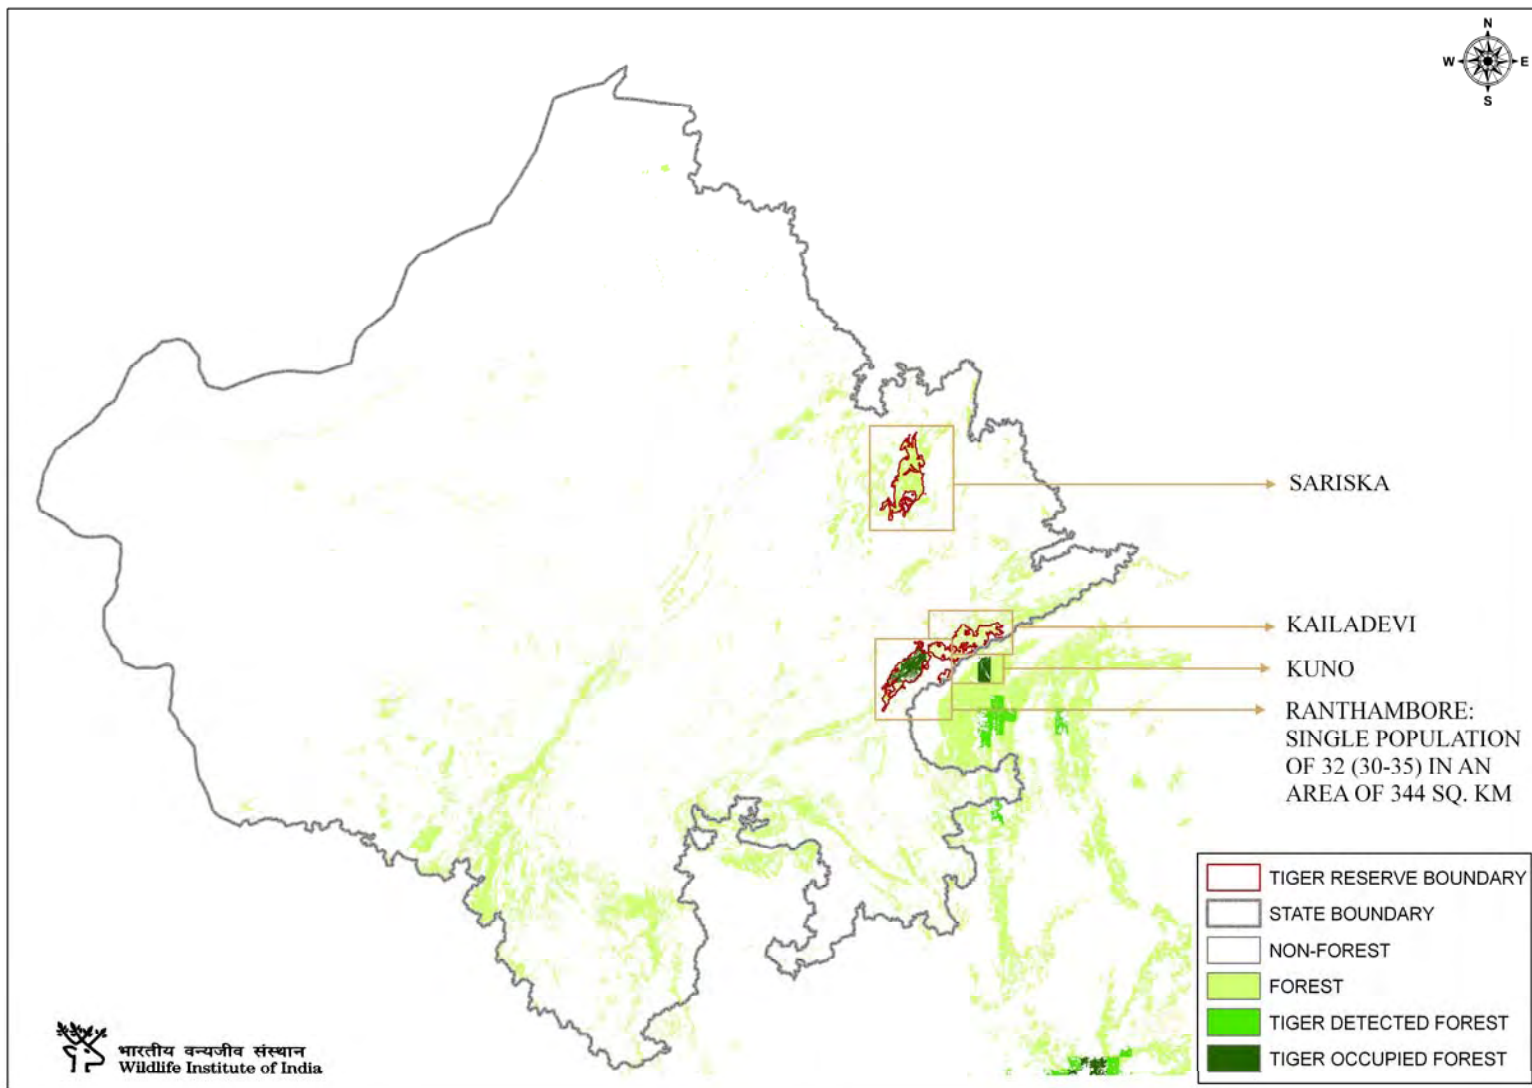 N
W E
S
SARISKA
KAILADEVI
KUNO
RANTHAMBORE:
SINGLE POPULATION
OF 32 (30-35) IN AN
AREA OF 344 SQ. KM
TIGER RESERVE BOUNDARY
STATE BOUNDARY
NON-FOREST
FOREST
TIGER DETECTED FOREST
TIGER OCCUPIED FOREST
भारतीय वन्यजीव संस्थान
Wildlife Institute of India